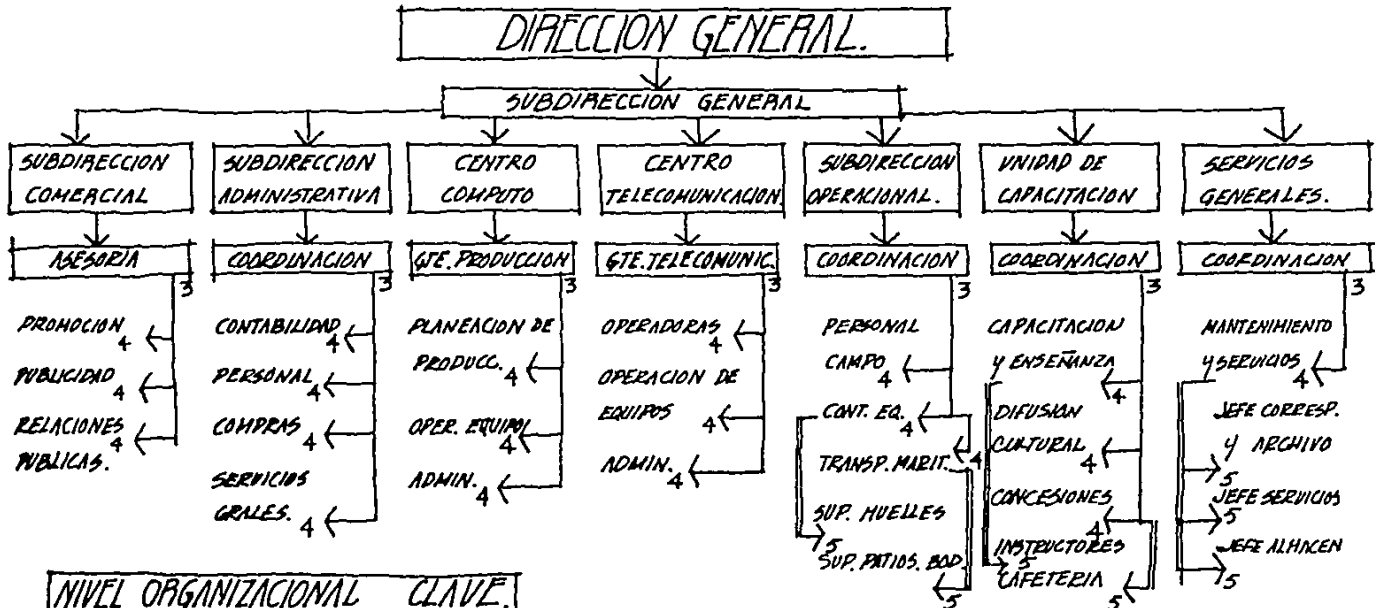 DIRECCION GENERAL.
SUBDIRECCION GENERAL
SUBDIRECCION
COMERCIAL
SUBDIRECCION
ADMINISTRATIVA
CENTRO
COMPUTO
CENTRO
TELECOMUNICACION
SUBDIRECCION
OPERACIONAL.
UNIDAD DE
CAPACITACION
SERVICIOS
GENERALES.
ASESORÍA
3
COORDINACION
3
GTE. PRODUCCION
3
GTE. TELECOMUNIC.
3
COORDINACION
3
COORDINACION
3
COORDINACION
3
PROMOCION
4
PUBLICIDAD
4
RELACIONES
4
PUBLICAS.
CONTABILIDAD
4
PERSONAL
4
COMPRAS
4
SERVICIOS
GRALES.
4
PLANEACION DE
PRODUCC.
4
OPER. EQUIPO
4
ADMIN.
4
OPERADORAS
4
OPERACION DE
EQUIPOS
4
ADMIN.
4
PERSONAL
CAMPO
4
CONT. EQ.
4
TRANSP. MARIT.
4
SUP. MUELLES
5
SUP. PATIOS. BOD.
5
CAPACITACION
Y ENSEÑANZA
4
DIFUSION
CULTURAL
4
CONCESIONES
4
INSTRUCTORES
5
CAFETERIA
5
MANTENIMIENTO
Y SERVICIOS
4
JEFE CORRESP.
Y ARCHIVO
5
JEFE SERVICIOS
5
JEFE ALMACEN
5
NIVEL ORGANIZACIONAL CLAVE.